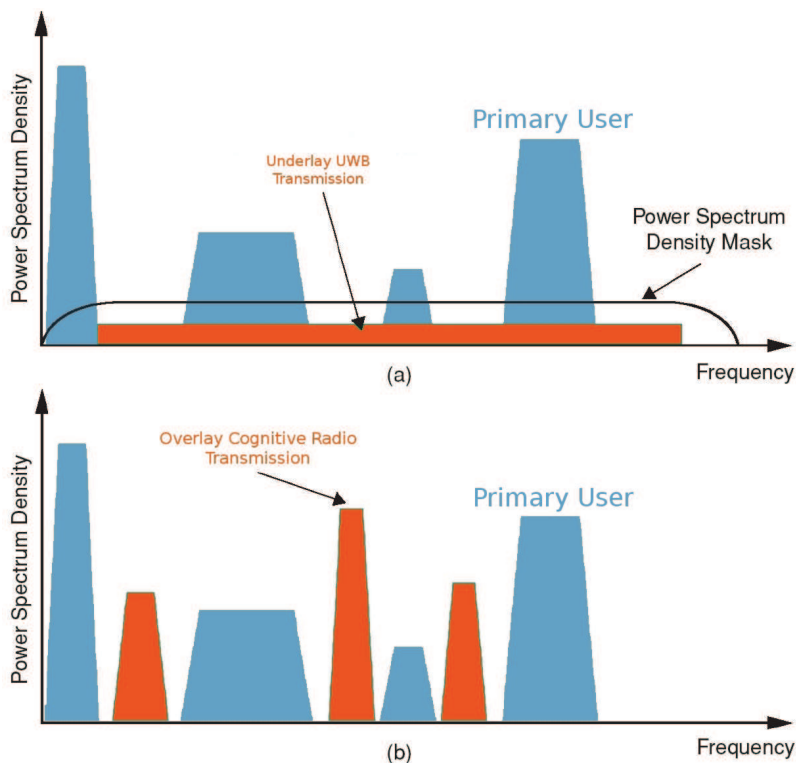 Power Spectrum Density
Primary User
Underlay UWB
Transmission
Power Spectrum
Density Mask
(a)
Frequency
Power Spectrum Density
Overlay Cognitive Radio
Transmission
Primary User
(b)
Frequency